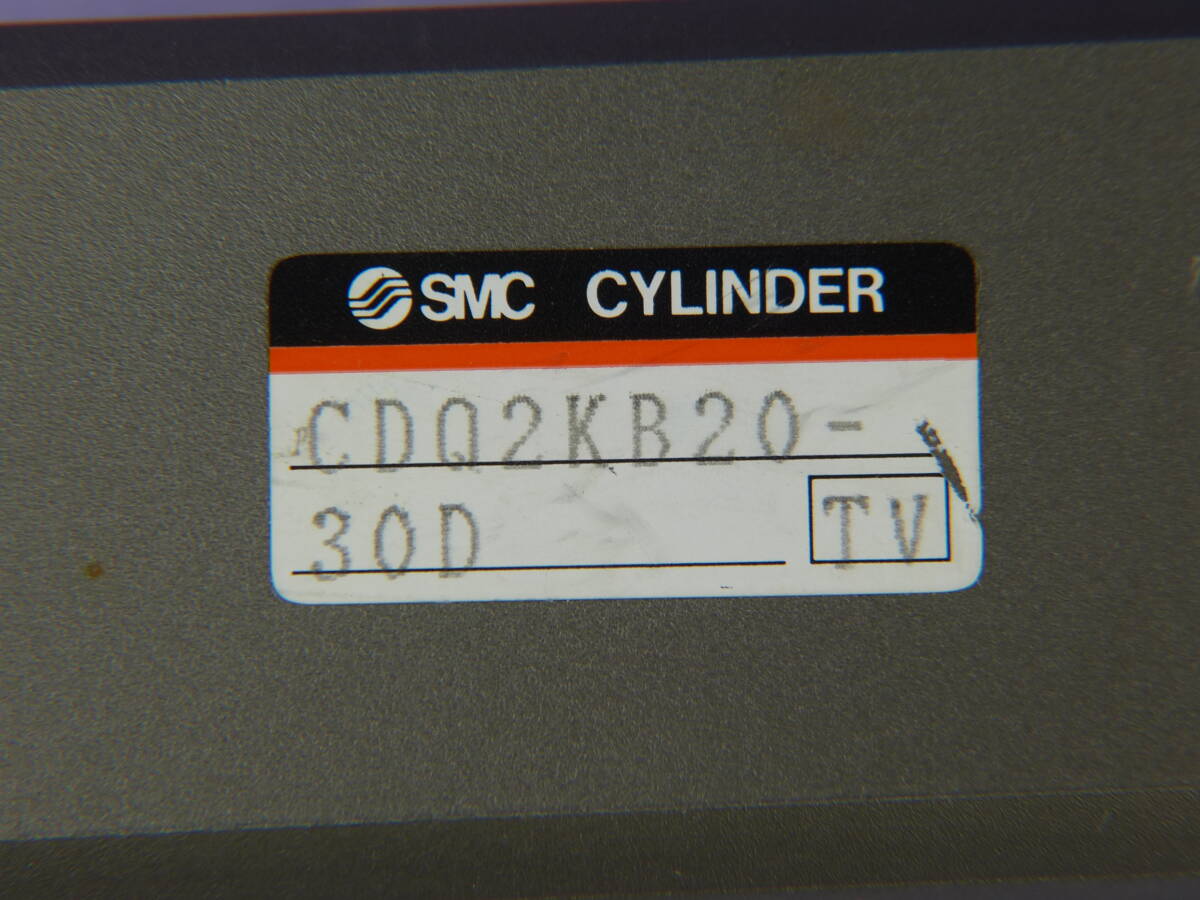 SMC CYLINDER
CDQ2KB20-
30D TV